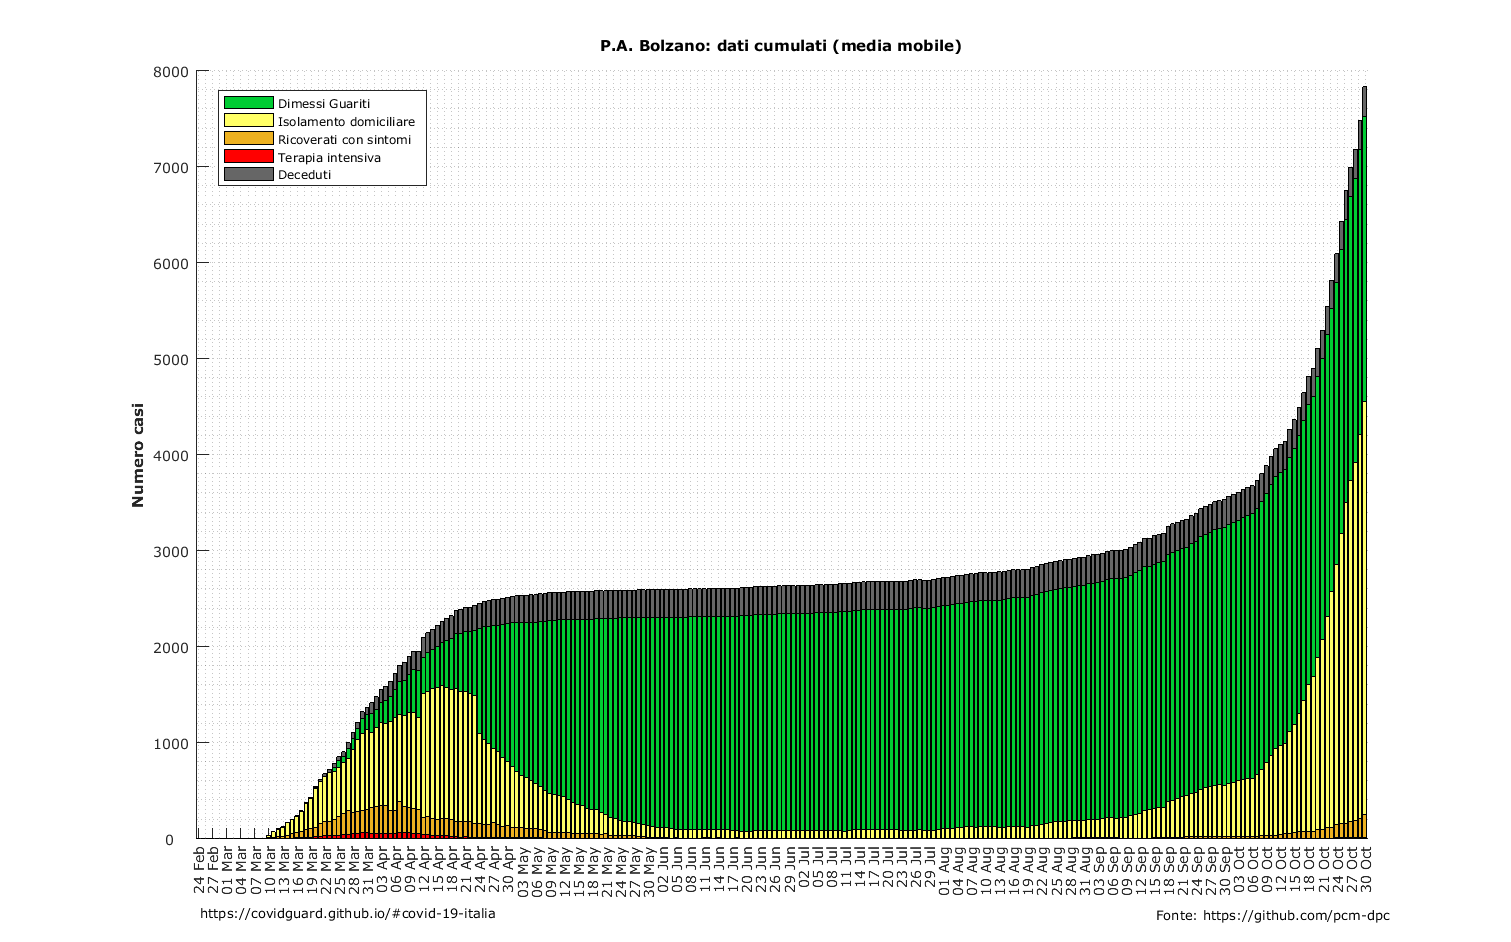 P.A. Bolzano: dati cumulati (media mobile)
8000
7000
6000
5000
4000
3000
2000
1000
0
Numero casi
Dimessi Guariti
Isolamento domiciliare
Ricoverati con sintomi
Terapia intensiva
Deceduti
24 Feb
27 Feb
01 Mar
04 Mar
07 Mar
10 Mar
13 Mar
16 Mar
19 Mar
22 Mar
25 Mar
28 Mar
31 Mar
03 Apr
06 Apr
09 Apr
12 Apr
15 Apr
18 Apr
21 Apr
24 Apr
27 Apr
30 Apr
03 May
06 May
09 May
12 May
15 May
18 May
21 May
24 May
27 May
30 May
02 Jun
05 Jun
08 Jun
11 Jun
14 Jun
17 Jun
20 Jun
23 Jun
26 Jun
29 Jun
02 Jul
05 Jul
08 Jul
11 Jul
14 Jul
17 Jul
20 Jul
23 Jul
26 Jul
29 Jul
01 Aug
04 Aug
07 Aug
10 Aug
13 Aug
16 Aug
19 Aug
22 Aug
25 Aug
28 Aug
31 Aug
03 Sep
06 Sep
09 Sep
12 Sep
15 Sep
18 Sep
21 Sep
24 Sep
27 Sep
30 Sep
03 Oct
06 Oct
09 Oct
12 Oct
15 Oct
18 Oct
21 Oct
24 Oct
27 Oct
30 Oct
https://covidguard.github.io/#covid-19-italia
Fonte: https://github.com/pcm-dpc